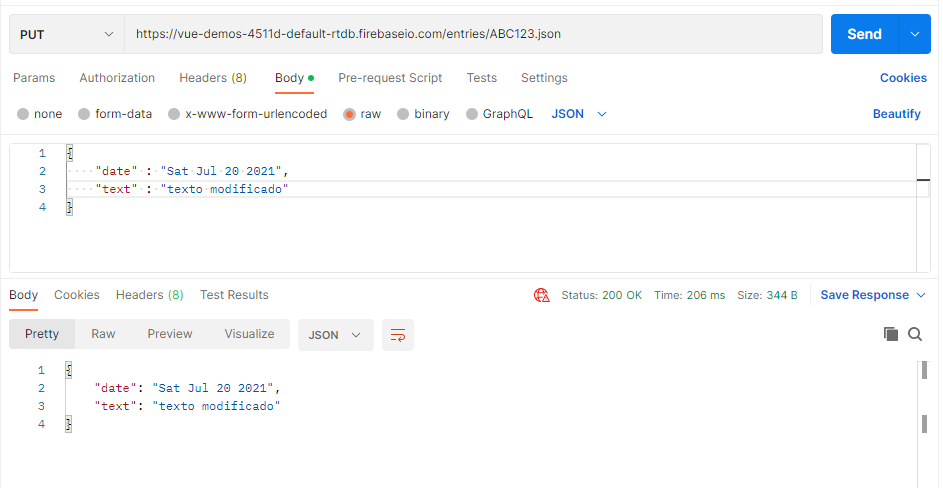 PUT https://vue-demos-4511d-default-rtdb.firebaseio.com/entries/ABC123.json Send
Params Authorization Headers (8) Body Pre-request Script Tests Settings Cookies
none form-data x-www-form-urlencoded raw binary GraphQL JSON Beautify
1 {
2 "date" : "Sat Jul 20 2021",
3 "text" : "texto modificado"
4 }
Body Cookies Headers (8) Test Results Status: 200 OK Time: 206 ms Size: 344 B Save Response
Pretty Raw Preview Visualize JSON
1 {
2 "date": "Sat Jul 20 2021",
3 "text": "texto modificado"
4 }